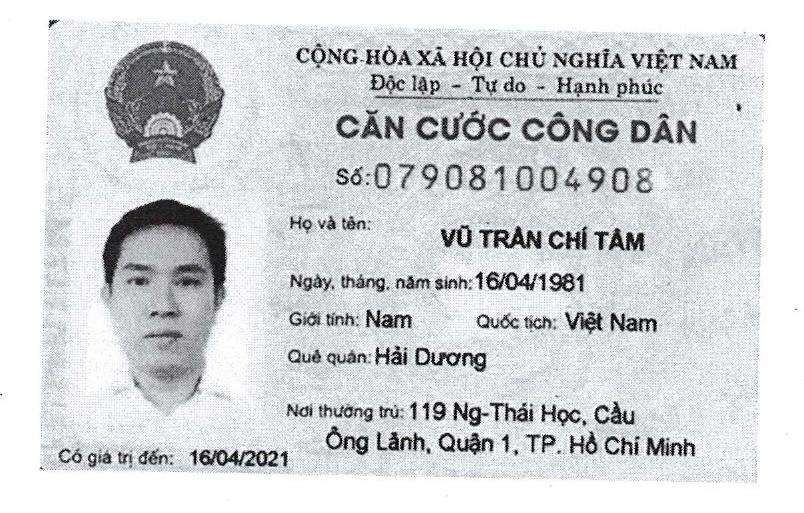 CỘNG HÒA XÃ HỘI CHỦ NGHĨA VIỆT NAM
Độc lập - Tự do - Hạnh phúc
CĂN CƯỚC CÔNG DÂN
Số: 079081004908
Họ và tên:
VŨ TRẦN CHÍ TÂM
Ngày, tháng, năm sinh: 16/04/1981
Giới tính: Nam Quốc tịch: Việt Nam
Quê quán: Hải Dương
Nơi thường trú: 119 Ng-Thái Học, Cầu
Ông Lãnh, Quận 1, TP. Hồ Chí Minh
Có giá trị đến: 16/04/2021